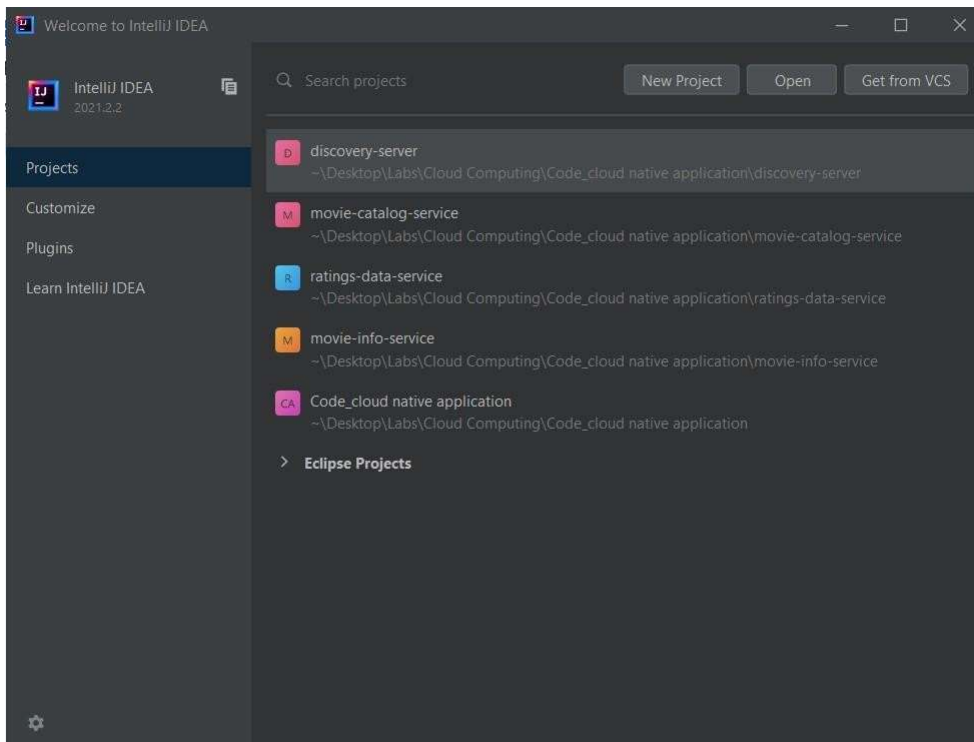 Welcome to IntelliJ IDEA
IJ
IntelliJ IDEA
2021.2.2
Search projects
New Project
Open
Get from VCS
Projects
Customize
Plugins
Learn IntelliJ IDEA
D
discovery-server
~\Desktop\Labs\Cloud Computing\Code_cloud native application\discovery-server
M
movie-catalog-service
~\Desktop\Labs\Cloud Computing\Code_cloud native application\movie-catalog-service
R
ratings-data-service
~\Desktop\Labs\Cloud Computing\Code_cloud native application\ratings-data-service
M
movie-info-service
~\Desktop\Labs\Cloud Computing\Code_cloud native application\movie-info-service
CA
Code_cloud native application
~\Desktop\Labs\Cloud Computing\Code_cloud native application
Eclipse Projects